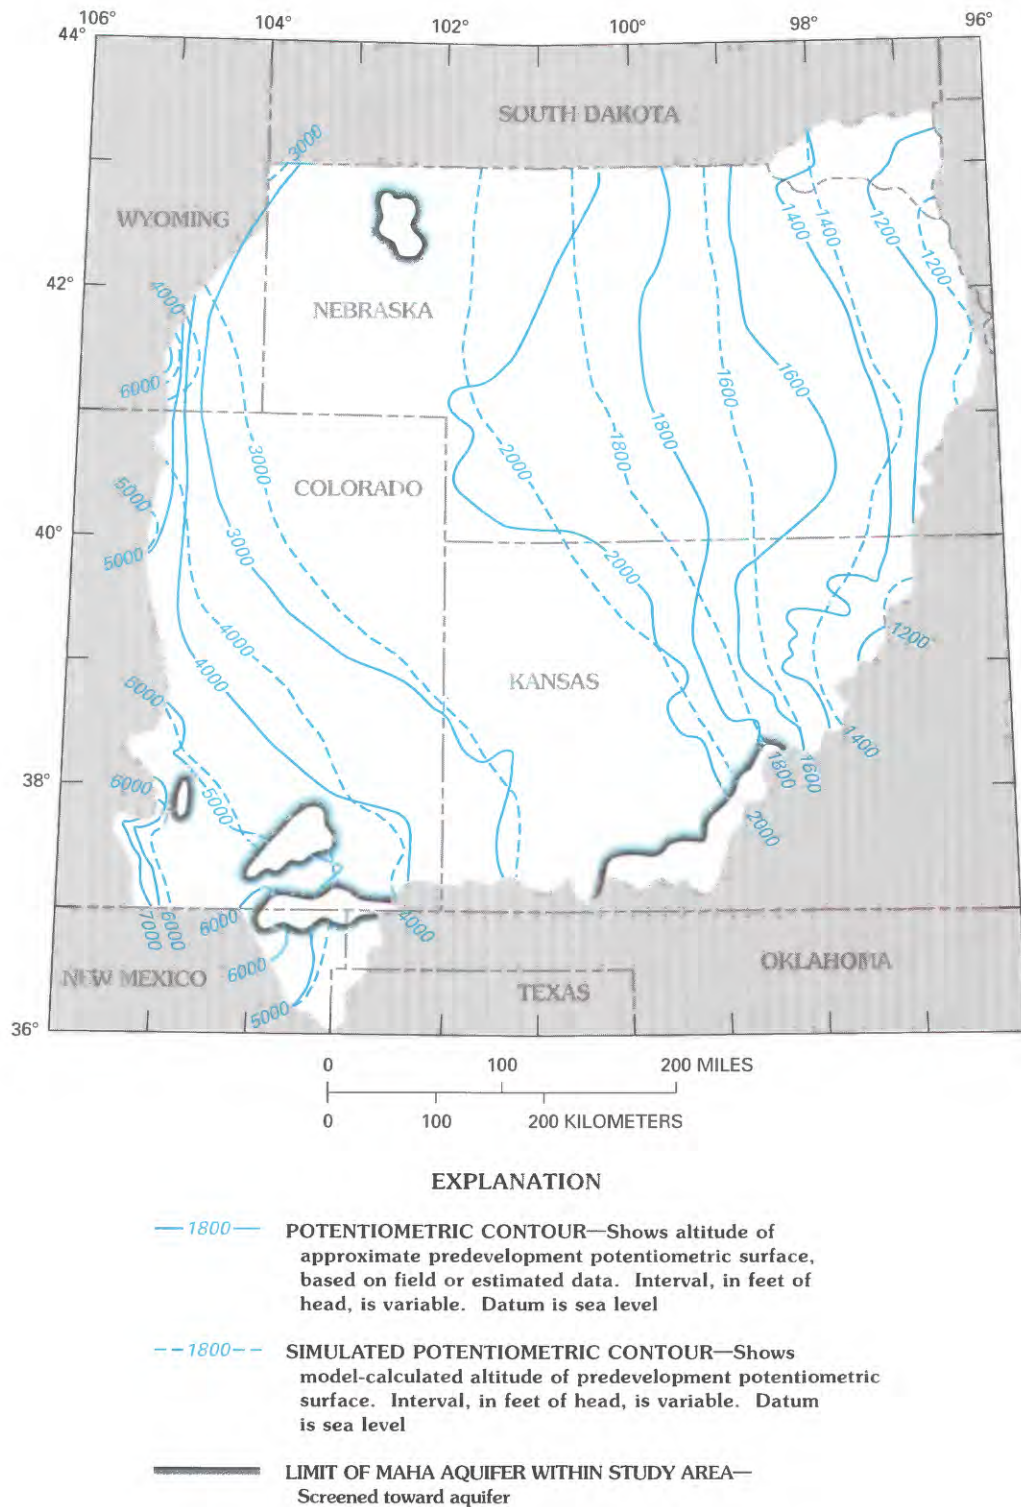 106°
104°
102°
100°
98°
96°
44°
SOUTH DAKOTA
3000
WYOMING
1400
1400
1200
1200
42°
4000
NEBRASKA
6000
1600
1600
1800
1800
2000
3000
COLORADO
5000
40°
5000
3000
2000
4000
1200
4000
KANSAS
6000
1400
38°
6000
5000
1800
1600
2000
7000
6000
6000
4000
NEW MEXICO
6000
OKLAHOMA
TEXAS
5000
36°
0 100 200 MILES
0 100 200 KILOMETERS
EXPLANATION
1800 POTENTIOMETRIC CONTOUR—Shows altitude of
approximate predevelopment potentiometric surface,
based on field or estimated data. Interval, in feet of
head, is variable. Datum is sea level
1800 SIMULATED POTENTIOMETRIC CONTOUR—Shows
model-calculated altitude of predevelopment potentiometric
surface. Interval, in feet of head, is variable. Datum
is sea level
LIMIT OF MAHA AQUIFER WITHIN STUDY AREA—
Screened toward aquifer